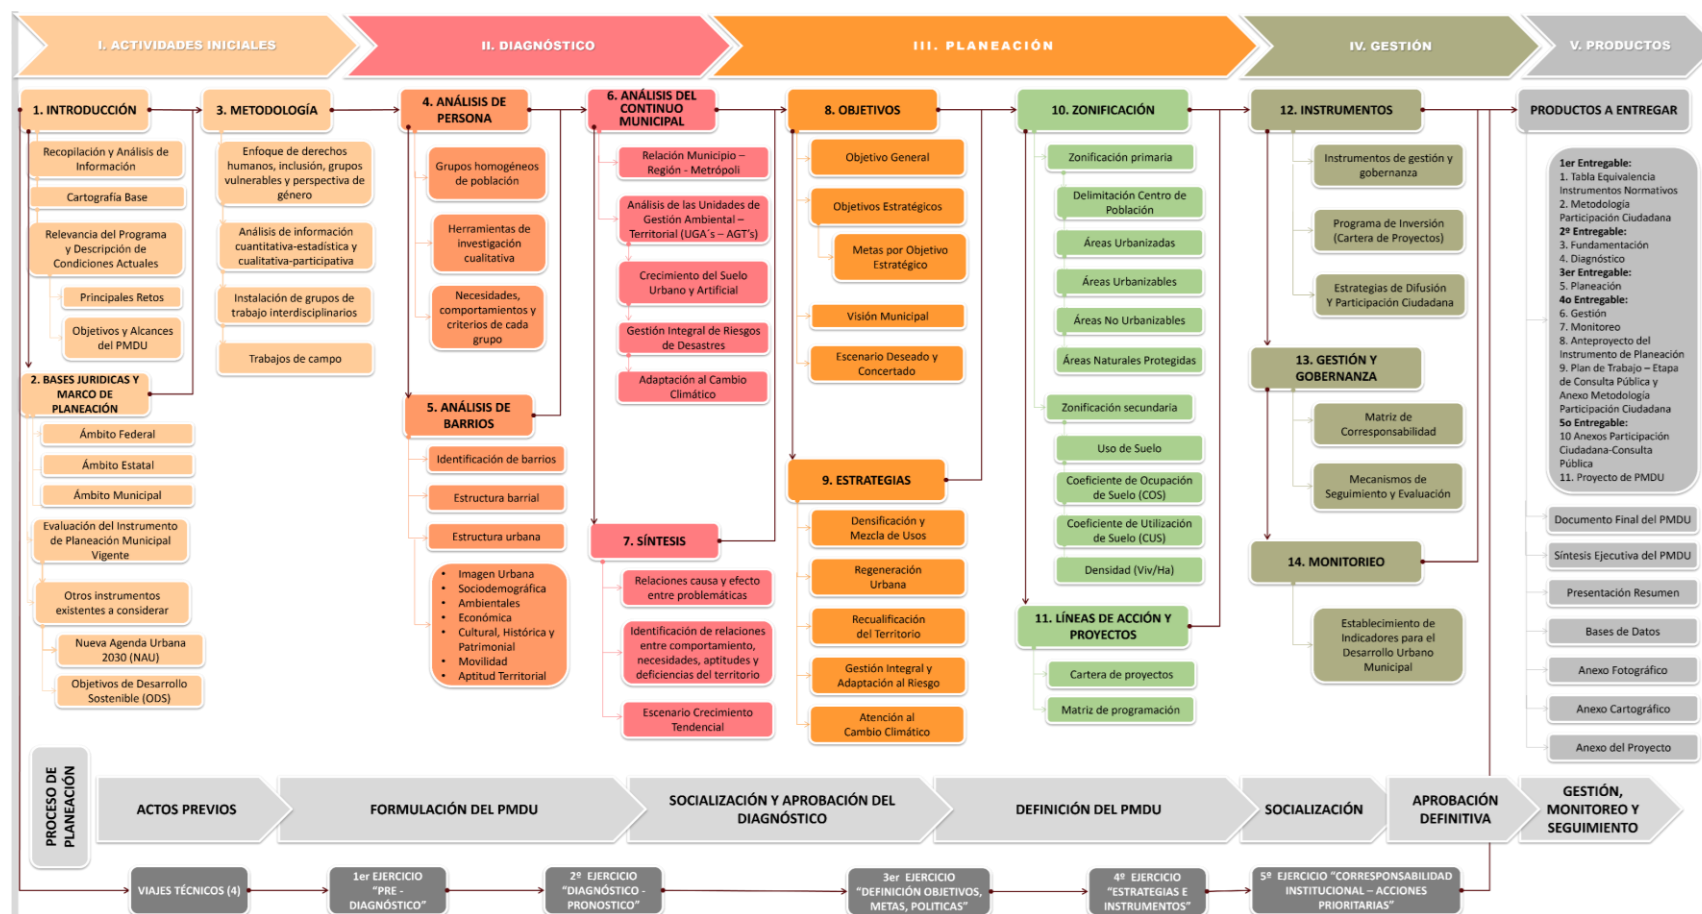 I. ACTIVIDADES INICIALES
II. DIAGNÓSTICO
III. PLANEACIÓN
IV. GESTIÓN
V. PRODUCTOS
1. INTRODUCCIÓN
Recopilación y Análisis de
Información
Cartografía Base
Relevancia del Programa
y Descripción de
Condiciones Actuales
Principales Retos
Objetivos y Alcances
del PMDU
2. BASES JURIDICAS Y
MARCO DE
PLANEACIÓN
Ámbito Federal
Ámbito Estatal
Ámbito Municipal
Evaluación del Instrumento
de Planeación Municipal
Vigente
Otros instrumentos
existentes a considerar
Nueva Agenda Urbana
2030 (NAU)
Objetivos de Desarrollo
Sostenible (ODS)
3. METODOLOGÍA
Enfoque de derechos
humanos, inclusión, grupos
vulnerables y perspectiva de
género
Análisis de información
cuantitativa-estadística y
cualitativa-participativa
Instalación de grupos de
trabajo interdisciplinarios
Trabajos de campo
4. ANÁLISIS DE
PERSONA
Grupos homogéneos
de población
Herramientas de
investigación
cualitativa
Necesidades,
comportamientos y
criterios de cada
grupo
5. ANÁLISIS DE
BARRIOS
Identificación de barrios
Estructura barrial
Estructura urbana
• Imagen Urbana
• Sociodemográfica
• Ambientales
• Económica
• Cultural, Histórica y
Patrimonial
• Movilidad
• Aptitud Territorial
6. ANÁLISIS DEL
CONTINUO
MUNICIPAL
Relación Municipio –
Región - Metrópoli
Análisis de las Unidades de
Gestión Ambiental –
Territorial (UGA´s – AGT's)
Crecimiento del Suelo
Urbano y Artificial
Gestión Integral de Riesgos
de Desastres
Adaptación al Cambio
Climático
7. SÍNTESIS
Relaciones causa y efecto
entre problemáticas
Identificación de relaciones
entre comportamiento,
necesidades, aptitudes y
deficiencias del territorio
Escenario Crecimiento
Tendencial
8. OBJETIVOS
Objetivo General
Objetivos Estratégicos
Metas por Objetivo
Estratégico
Visión Municipal
Escenario Deseado y
Concertado
9. ESTRATEGIAS
Densificación y
Mezcla de Usos
Regeneración
Urbana
Recualificación
del Territorio
Gestión Integral y
Adaptación al Riesgo
Atención al
Cambio Climático
10. ZONIFICACIÓN
Zonificación primaria
Delimitación Centro de
Población
Áreas Urbanizadas
Áreas Urbanizables
Áreas No Urbanizables
Áreas Naturales Protegidas
Zonificación secundaria
Uso de Suelo
Coeficiente de Ocupación
de Suelo (COS)
Coeficiente de Utilización
de Suelo (CUS)
Densidad (Viv/Ha)
11. LÍNEAS DE ACCIÓN Y
PROYECTOS
Cartera de proyectos
Matriz de programación
12. INSTRUMENTOS
Instrumentos de gestión y
gobernanza
Programa de Inversión
(Cartera de Proyectos)
Estrategias de Difusión
Y Participación Ciudadana
13. GESTIÓN Y
GOBERNANZA
Matriz de
Corresponsabilidad
Mecanismos de
Seguimiento y Evaluación
14. MONITORIEO
Establecimiento de
Indicadores para el
Desarrollo Urbano
Municipal
PRODUCTOS A ENTREGAR
1er Entregable:
1. Tabla Equivalencia
Instrumentos Normativos
2. Metodología
Participación Ciudadana
2º Entregable:
3. Fundamentación
4. Diagnóstico
3er Entregable:
5. Planeación
4o Entregable:
6. Gestión
7. Monitoreo
8. Anteproyecto del
Instrumento de Planeación
9. Plan de Trabajo – Etapa
de Consulta Pública y
Anexo Metodología
Participación Ciudadana
5o Entregable:
10 Anexos Participación
Ciudadana-Consulta
Pública
11. Proyecto de PMDU
Documento Final del PMDU
Síntesis Ejecutiva del PMDU
Presentación Resumen
Bases de Datos
Anexo Fotográfico
Anexo Cartográfico
Anexo del Proyecto
PROCESO DE
PLANEACIÓN
ACTOS PREVIOS
FORMULACIÓN DEL PMDU
SOCIALIZACIÓN Y APROBACIÓN DEL
DIAGNÓSTICO
DEFINICIÓN DEL PMDU
SOCIALIZACIÓN
APROBACIÓN
DEFINITIVA
GESTIÓN,
MONITOREO Y
SEGUIMIENTO
VIAJES TÉCNICOS (4)
1er EJERCICIO
"PRE -
DIAGNÓSTICO"
2º EJERCICIO
"DIAGNÓSTICO -
PRONOSTICO"
3er EJERCICIO
"DEFINICIÓN OBJETIVOS,
METAS, POLITICAS"
4º EJERCICIO
"ESTRATEGIAS E
INSTRUMENTOS"
5º EJERCICIO "CORRESPONSABILIDAD
INSTITUCIONAL – ACCIONES
PRIORITARIAS"